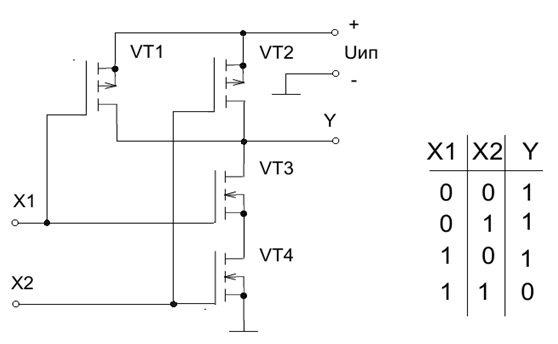 +
VT1
VT2
Uип
-
Y
VT3
X1
VT4
X2
X1 X2 Y
0 0 1
0 1 1
1 0 1
1 1 0